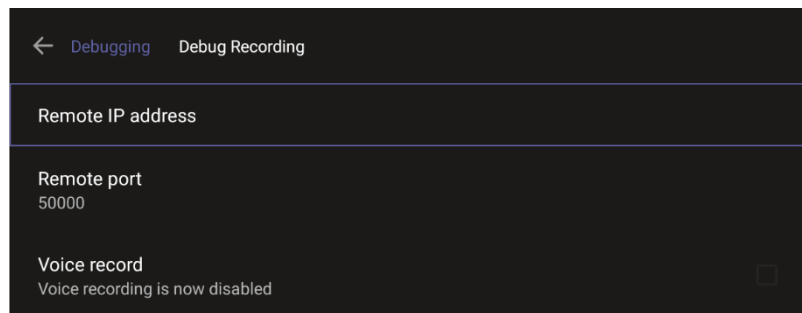 Debugging Debug Recording
Remote IP address
Remote port
50000
Voice record
Voice recording is now disabled